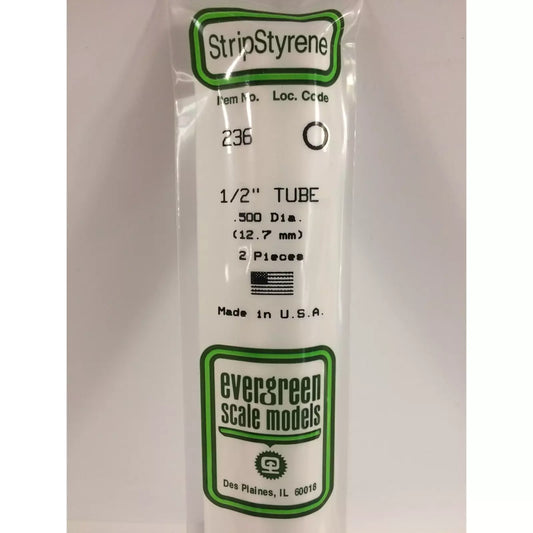 StripStyrene
Item No. Loc. Code
236 O
1/2" TUBE
.500 Dia.
(12.7 mm)
2 Pieces
Made in U.S.A.
evergreen
scale models
Des Plaines, IL 60018